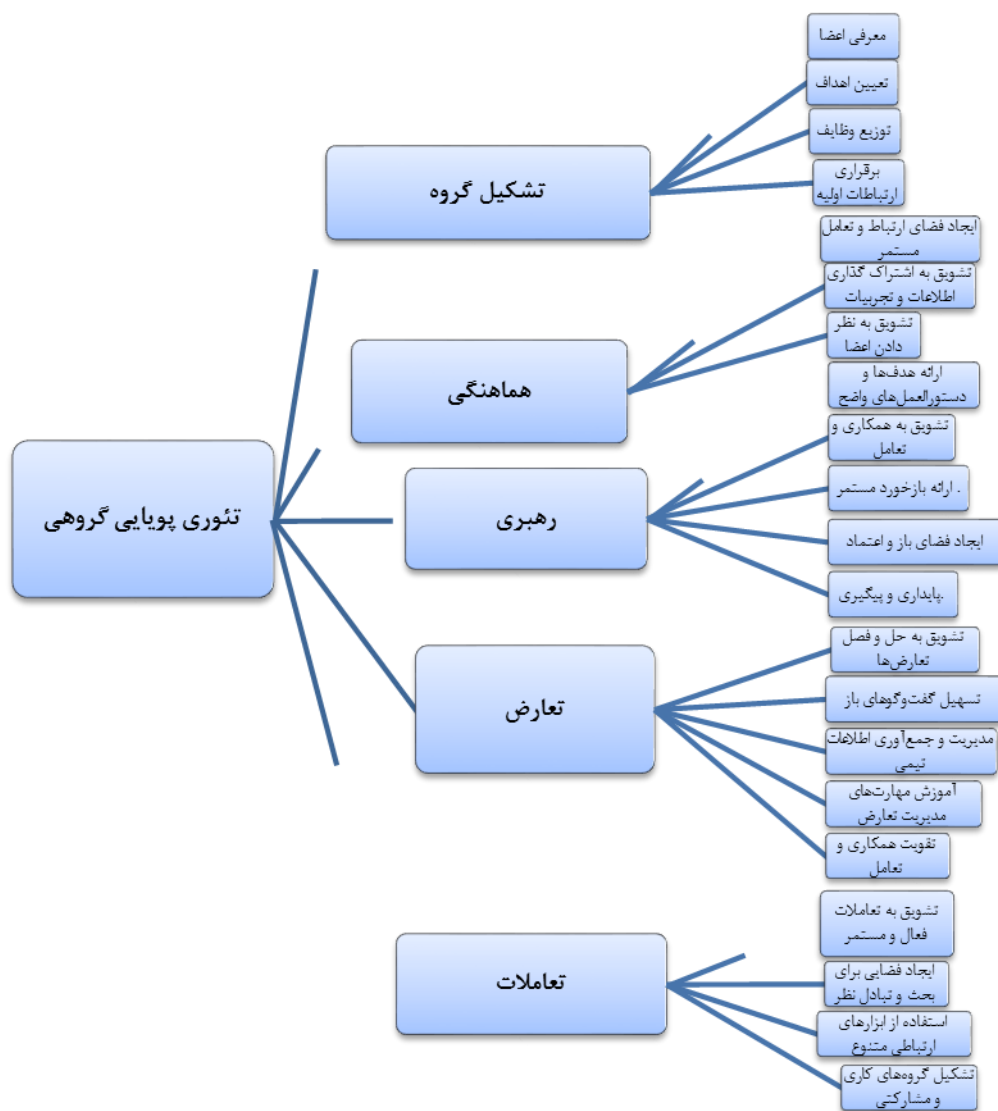 تئوری پویایی گروهی
تشکیل گروه
معرفی اعضا
تعیین اهداف
توزیع وظایف
برقراری
ارتباطات اولیه
هماهنگی
ایجاد فضای ارتباط و تعامل
مستمر
تشویق به اشتراک گذاری
اطلاعات و تجربیات
تشویق به نظر
دادن اعضا
رهبری
ارائه هدف‌ها و
دستورالعمل‌های واضح
تشویق به همکاری و
تعامل
. ارائه بازخورد مستمر
ایجاد فضای باز و اعتماد
.پایداری و پیگیری
تعارض
تشویق به حل و فصل
تعارض‌ها
تسهیل گفت‌وگوهای باز
مدیریت و جمع‌آوری اطلاعات
تیمی
آموزش مهارت‌های
مدیریت تعارض
تقویت همکاری و
تعامل
تعاملات
تشویق به تعاملات
فعال و مستمر
ایجاد فضایی برای
بحث و تبادل نظر
استفاده از ابزارهای
ارتباطی متنوع
تشکیل گروه‌های کاری
و مشارکتی